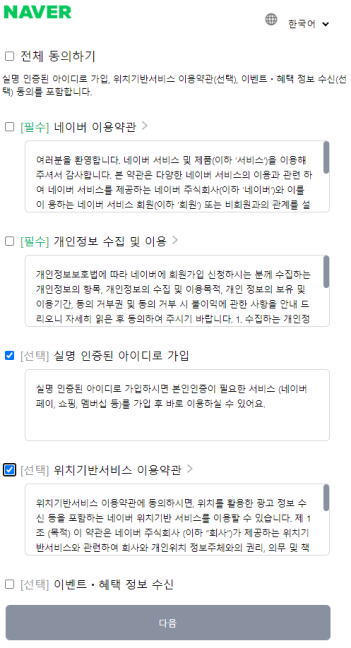 NAVER
한국어
전체 동의하기
실명 인증된 아이디로 가입, 위치기반서비스 이용약관(선택), 이벤트・혜택 정보 수신(선
택) 동의를 포함합니다.
[필수] 네이버 이용약관
여러분을 환영합니다. 네이버 서비스 및 제품(이하 ‘서비스’)을 이용해
주셔서 감사합니다. 본 약관은 다양한 네이버 서비스의 이용과 관련 하
여 네이버 서비스를 제공하는 네이버 주식회사(이하 ‘네이버’)와 이를
이 용하는 네이버 서비스 회원(이하 ‘회원’) 또는 비회원과의 관계를 설
[필수] 개인정보 수집 및 이용
개인정보보호법에 따라 네이버에 회원가입 신청하시는 분께 수집하는
개인정보의 항목, 개인정보의 수집 및 이용목적, 개인 정보의 보유 및
이용기간, 동의 거부권 및 동의 거부 시 불이익에 관한 사항을 안내 드
리오니 자세히 읽은 후 동의하여 주시기 바랍니다. 1. 수집하는 개인정
[선택] 실명 인증된 아이디로 가입
실명 인증된 아이디로 가입하시면 본인인증이 필요한 서비스 (네이버
페이, 쇼핑, 멤버십 등)를 가입 후 바로 이용하실 수 있어요.
[선택] 위치기반서비스 이용약관
위치기반서비스 이용약관에 동의하시면, 위치를 활용한 광고 정보 수
신 등을 포함하는 네이버 위치기반 서비스를 이용할 수 있습니다. 제 1
조 (목적) 이 약관은 네이버 주식회사 (이하 “회사”)가 제공하는 위치기
반서비스와 관련하여 회사와 개인위치 정보주체와의 권리, 의무 및 책
[선택] 이벤트・혜택 정보 수신
다음